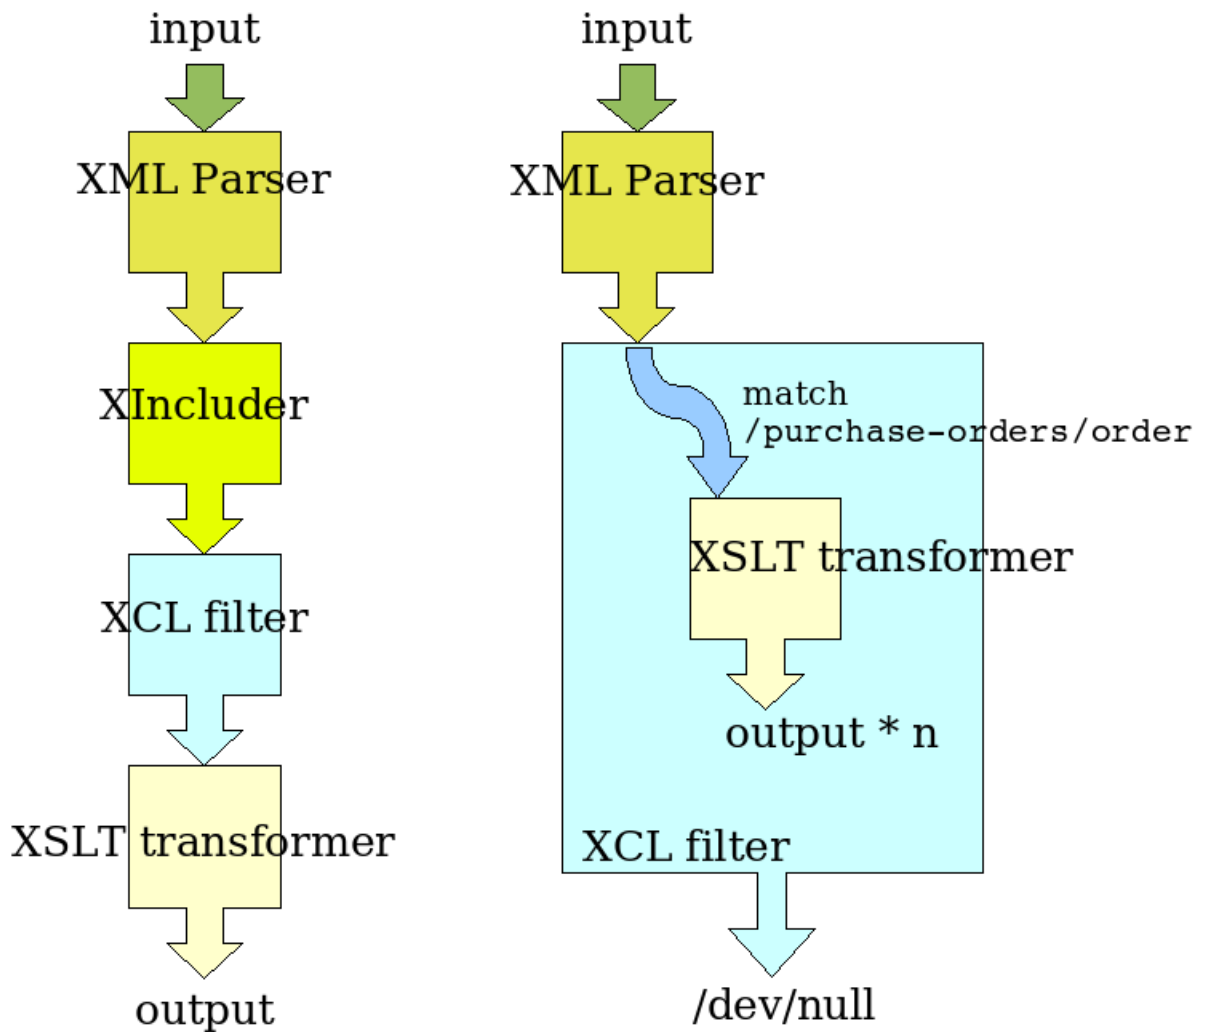 input
XML Parser
XIncluder
XCL filter
XSLT transformer
output
input
XML Parser
match
/purchase-orders/order
XSLT transformer
output * n
XCL filter
/dev/null